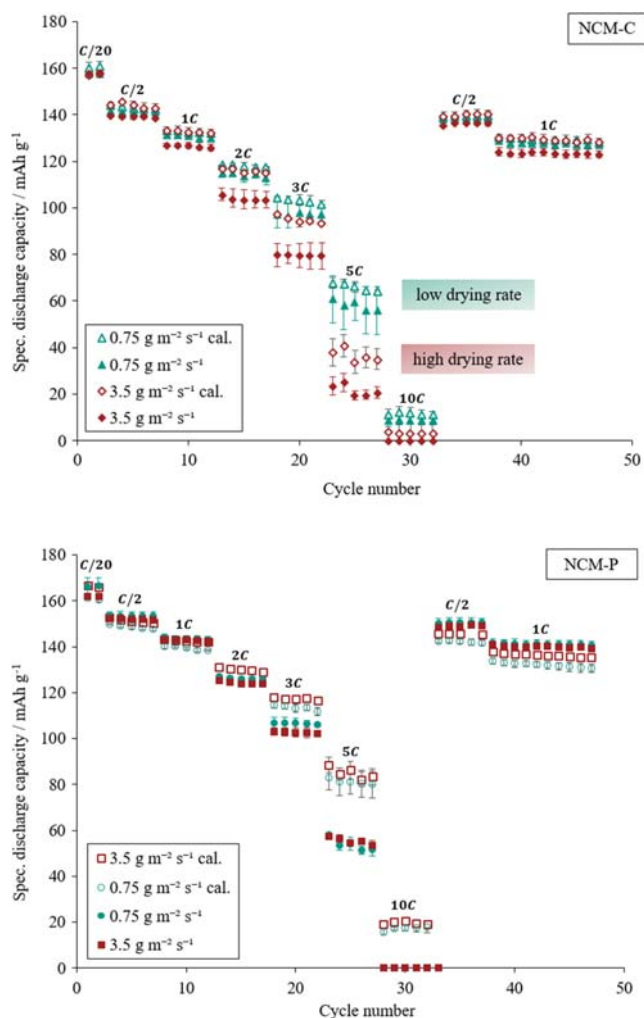 NCM-C
Spec. discharge capacity / mAh g⁻¹
180
160
140
120
100
80
60
40
20
0
C/20
C/2
1C
2C
3C
5C
10C
C/2
1C
low drying rate
high drying rate
0.75 g m⁻² s⁻¹ cal.
0.75 g m⁻² s⁻¹
3.5 g m⁻² s⁻¹ cal.
3.5 g m⁻² s⁻¹
0 10 20 30 40 50
Cycle number
NCM-P
Spec. discharge capacity / mAh g⁻¹
180
160
140
120
100
80
60
40
20
0
C/20
C/2
1C
2C
3C
5C
10C
C/2
1C
3.5 g m⁻² s⁻¹ cal.
0.75 g m⁻² s⁻¹ cal.
0.75 g m⁻² s⁻¹
3.5 g m⁻² s⁻¹
0 10 20 30 40 50
Cycle number